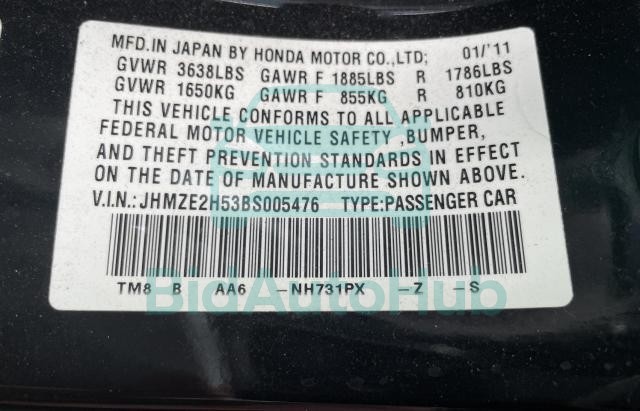 MFD.IN JAPAN BY HONDA MOTOR CO.,LTD; 01/'11
GVWR 3638LBS GAWR F 1885LBS R 1786LBS
GVWR 1650KG GAWR F 855KG R 810KG
THIS VEHICLE CONFORMS TO ALL APPLICABLE
FEDERAL MOTOR VEHICLE SAFETY ,BUMPER,
AND THEFT PREVENTION STANDARDS IN EFFECT
ON THE DATE OF MANUFACTURE SHOWN ABOVE.
V.I.N.:JHMZE2H53BS005476 TYPE:PASSENGER CAR
TM8 B AA6 -NH731PX -Z -S
BidAutoHub